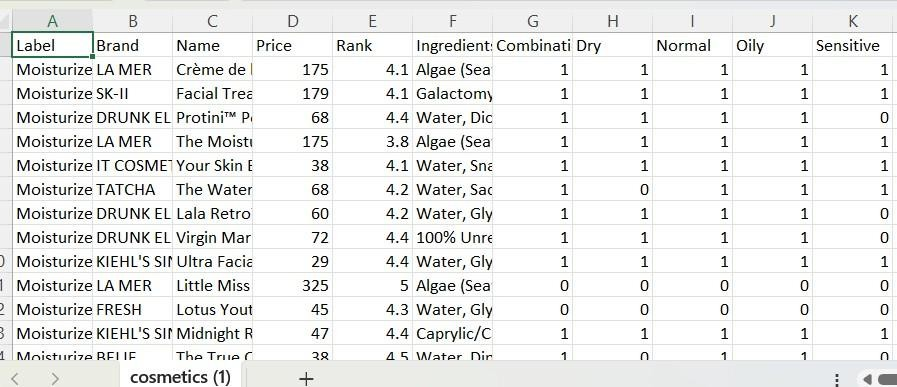 A B C D E F G H I J K
Label Brand Name Price Rank Ingredients Combinati Dry Normal Oily Sensitive
Moisturize LA MER Crème de l 175 4.1 Algae (Sea 1 1 1 1 1
Moisturize SK-II Facial Trea 179 4.1 Galactomy 1 1 1 1 1
Moisturize DRUNK EL Protini™ P 68 4.4 Water, Dic 1 1 1 1 0
Moisturize LA MER The Moistu 175 3.8 Algae (Sea 1 1 1 1 1
Moisturize IT COSMET Your Skin B 38 4.1 Water, Sna 1 1 1 1 1
Moisturize TATCHA The Water 68 4.2 Water, Sac 1 0 1 1 1
Moisturize DRUNK EL Lala Retro 60 4.2 Water, Gly 1 1 1 1 0
Moisturize DRUNK EL Virgin Mar 72 4.4 100% Unre 1 1 1 1 0
0 Moisturize KIEHL'S SIN Ultra Facia 29 4.4 Water, Gly 1 1 1 1 1
1 Moisturize LA MER Little Miss 325 5 Algae (Sea 0 0 0 0 0
2 Moisturize FRESH Lotus Yout 45 4.3 Water, Gly 0 0 0 0 0
3 Moisturize KIEHL'S SIN Midnight R 47 4.4 Caprylic/C 1 1 1 1 1
4 Moisturize BELIF The True C 38 4.5 Water, Dip 1 0 1 1 0
cosmetics (1)